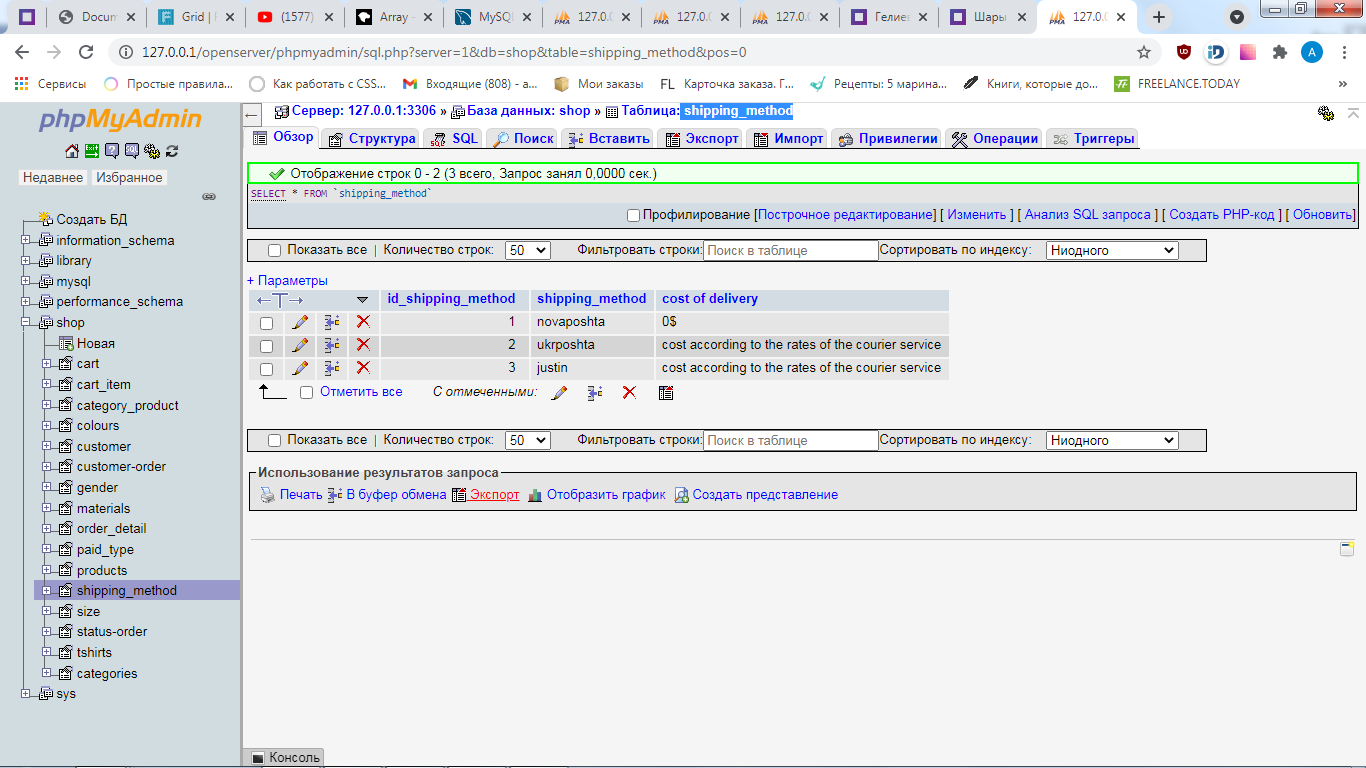 Docum
Grid | F
(1577)
Array -
MySQL
127.0.0
127.0.0
127.0.0
Гелиев
Шары
127.0.0
127.0.0.1/openserver/phpmyadmin/sql.php?server=1&db=shop&table=shipping_method&pos=0
Сервисы Простые правила... Как работать с CSS... Входящие (808) - a... Мои заказы FL Карточка заказа. Г... Рецепты: 5 марина... Книги, которые до... FREELANCE.TODAY »
phpMyAdmin
Недавнее Избранное
Создать БД
information_schema
library
mysql
performance_schema
shop
Новая
cart
cart_item
category_product
colours
customer
customer-order
gender
materials
order_detail
paid_type
products
shipping_method
size
status-order
tshirts
categories
sys
Сервер: 127.0.0.1:3306 » База данных: shop » Таблица: shipping_method
Обзор Структура SQL Поиск Вставить Экспорт Импорт Привилегии Операции Триггеры
Отображение строк 0 - 2 (3 всего, Запрос занял 0,0000 сек.)
SELECT * FROM `shipping_method`
Профилирование [Построчное редактирование] [ Изменить ] [ Анализ SQL запроса ] [ Создать PHP-код ] [ Обновить]
Показать все | Количество строк: 50 Фильтровать строки: Поиск в таблице Сортировать по индексу: Ниодного
+ Параметры
id_shipping_method shipping_method cost of delivery
1 novaposhta 0$
2 ukrposhta cost according to the rates of the courier service
3 justin cost according to the rates of the courier service
Отметить все С отмеченными:
Показать все | Количество строк: 50 Фильтровать строки: Поиск в таблице Сортировать по индексу: Ниодного
Использование результатов запроса
Печать В буфер обмена Экспорт Отобразить график Создать представление
Консоль